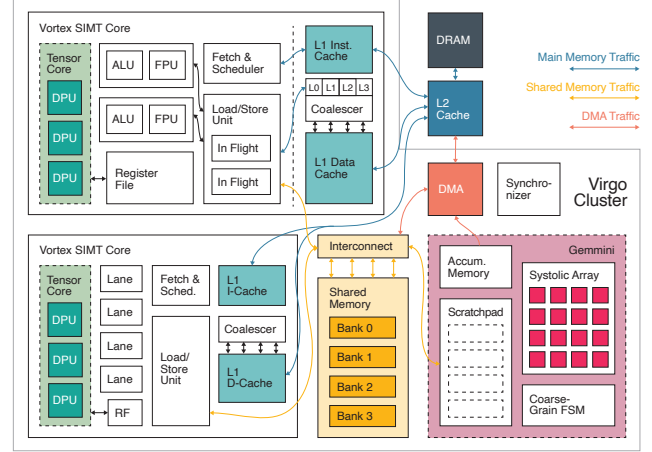 Vortex SIMT Core
Tensor
Core
DPU
DPU
DPU
ALU
FPU
ALU
FPU
Register
File
Fetch &
Scheduler
Load/Store
Unit
In Flight
In Flight
L1 Inst.
Cache
L0
L1
L2
L3
Coalescer
L1 Data
Cache
DRAM
L2
Cache
Main Memory Traffic
Shared Memory Traffic
DMA Traffic
DMA
Synchro-
nizer
Virgo
Cluster
Vortex SIMT Core
Tensor
Core
DPU
DPU
DPU
Lane
Lane
Lane
Lane
RF
Fetch &
Sched.
Load/
Store
Unit
L1
I-Cache
Coalescer
L1
D-Cache
Interconnect
Shared
Memory
Bank 0
Bank 1
Bank 2
Bank 3
Gemmini
Accum.
Memory
Scratchpad
Systolic Array
Coarse-
Grain FSM